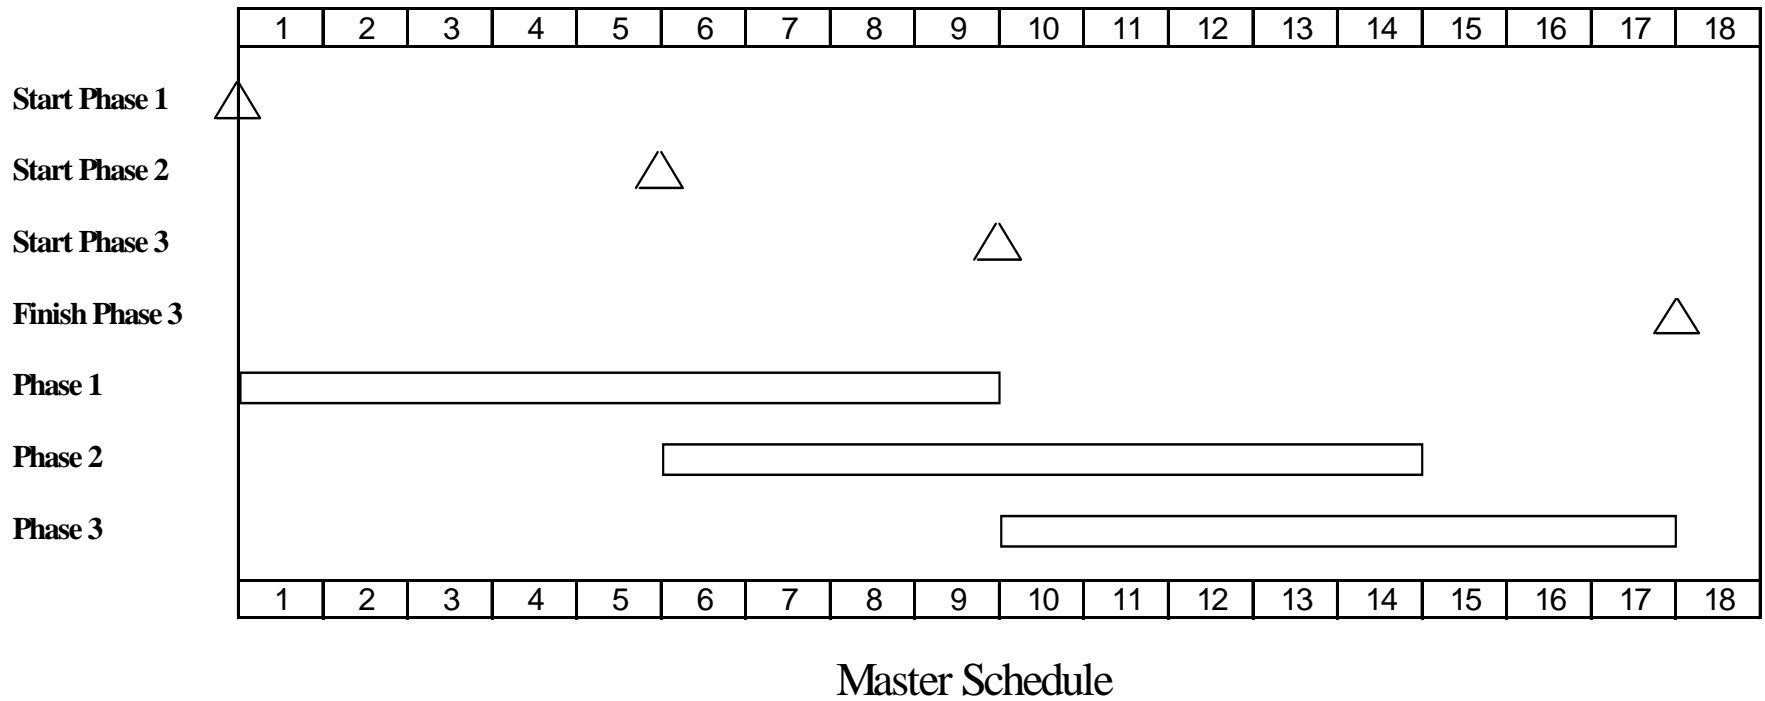 1 2 3 4 5 6 7 8 9 10 11 12 13 14 15 16 17 18
Start Phase 1
Start Phase 2
Start Phase 3
Finish Phase 3
Phase 1
Phase 2
Phase 3
1 2 3 4 5 6 7 8 9 10 11 12 13 14 15 16 17 18
Master Schedule